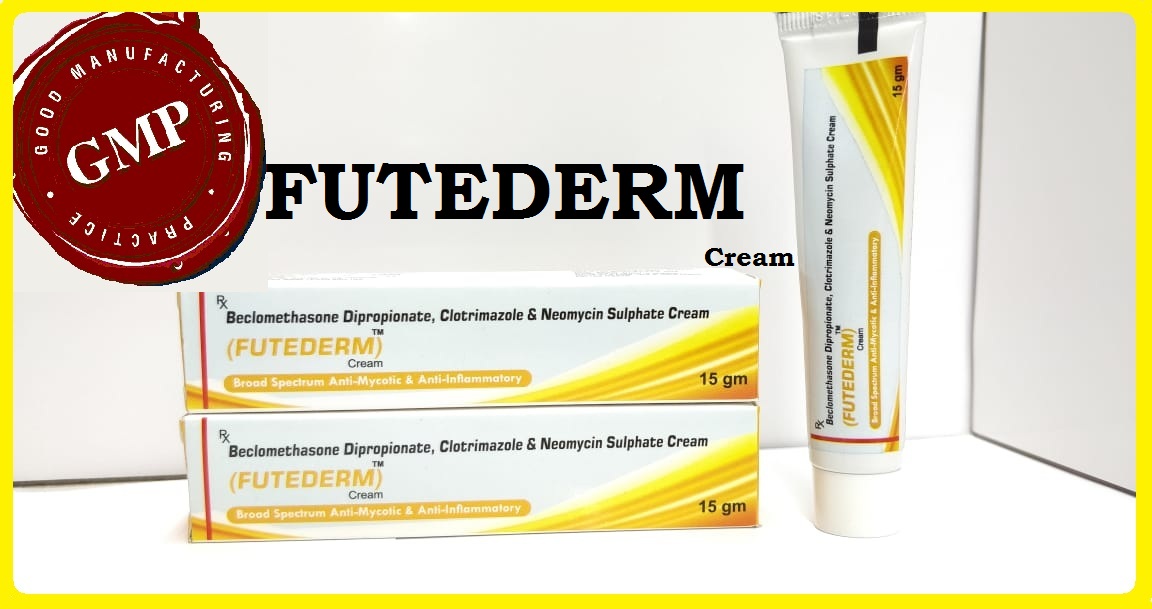 GOOD MANUFACTURING
GMP
PRACTICE
FUTEDERM
Cream
Rx
Beclomethasone Dipropionate, Clotrimazole & Neomycin Sulphate Cream
(FUTEDERM)™
Cream
Broad Spectrum Anti-Mycotic & Anti-Inflammatory
15 gm
Rx
Beclomethasone Dipropionate, Clotrimazole & Neomycin Sulphate Cream
(FUTEDERM)™
Cream
Broad Spectrum Anti-Mycotic & Anti-Inflammatory
15 gm
Rx
Beclomethasone Dipropionate, Clotrimazole & Neomycin Sulphate Cream
(FUTEDERM)™
Cream
Broad Spectrum Anti-Mycotic & Anti-Inflammatory
15 gm